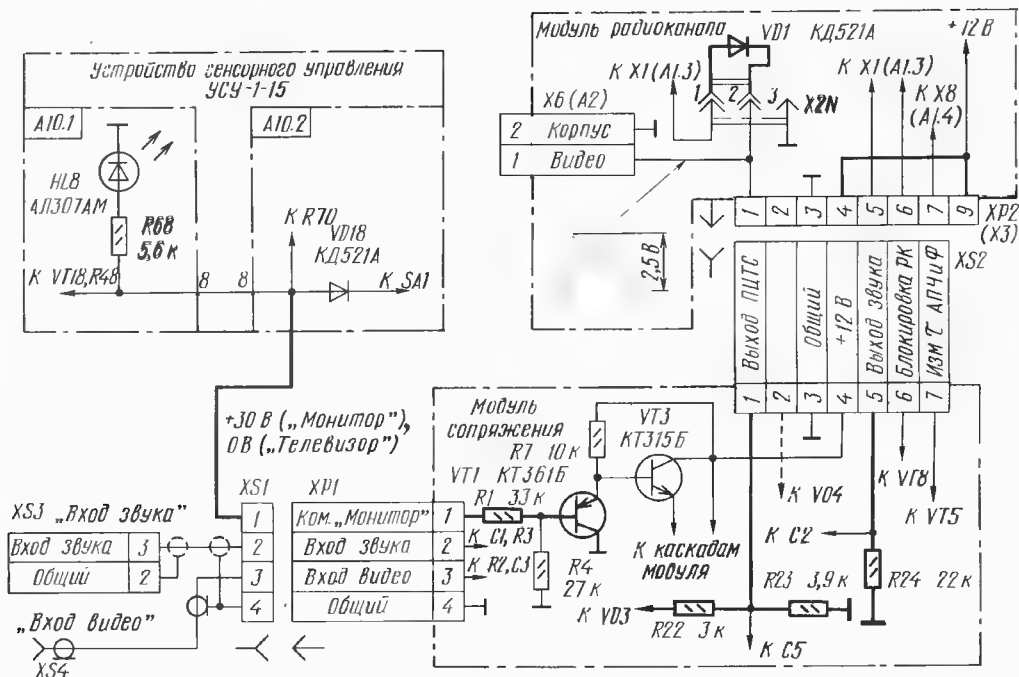 Устройство сенсорного управления
УСУ-1-15
А10.1
А10.2
HL8
АЛ307АМ
R68
5,6 к
К R70
VD18
КД521А
К VT18, R48
8
8
К SA1
Модуль радиоканала
VD1 КД521А
+12 В
К X1(А1.3)
1
2
3
X2N
К X1(А1.3)
К X8
(А1.4)
X6(А2)
2 Корпус
1 Видео
2,5 В
1 2 3 4 5 6 7 9
XP2
(X3)
XS2
Выход ПЦТС
Общий
+12 В
Выход звука
Блокировка РК
Изм τ АПЧиФ
1 2 3 4 5 6 7
+30 В („Монитор"),
0 В („Телевизор")
Модуль
сопряжения
R7 10 к
VT3
КТ315Б
VT1 КТ361Б
R1 33 к
К C1, R3
К R2, C3
R4
27 к
К каскадам
модуля
К VD4
К VT8
К VT5
К C2
R23 3,9 к
R24 22 к
К VD3
R22 3 к
К C5
XS3 „Вход звука"
Вход звука 3
Общий 2
XS1
1
2
3
4
XP1
Ком. „Монитор" 1
Вход звука 2
Вход видео 3
Общий 4
„Вход видео"
XS4